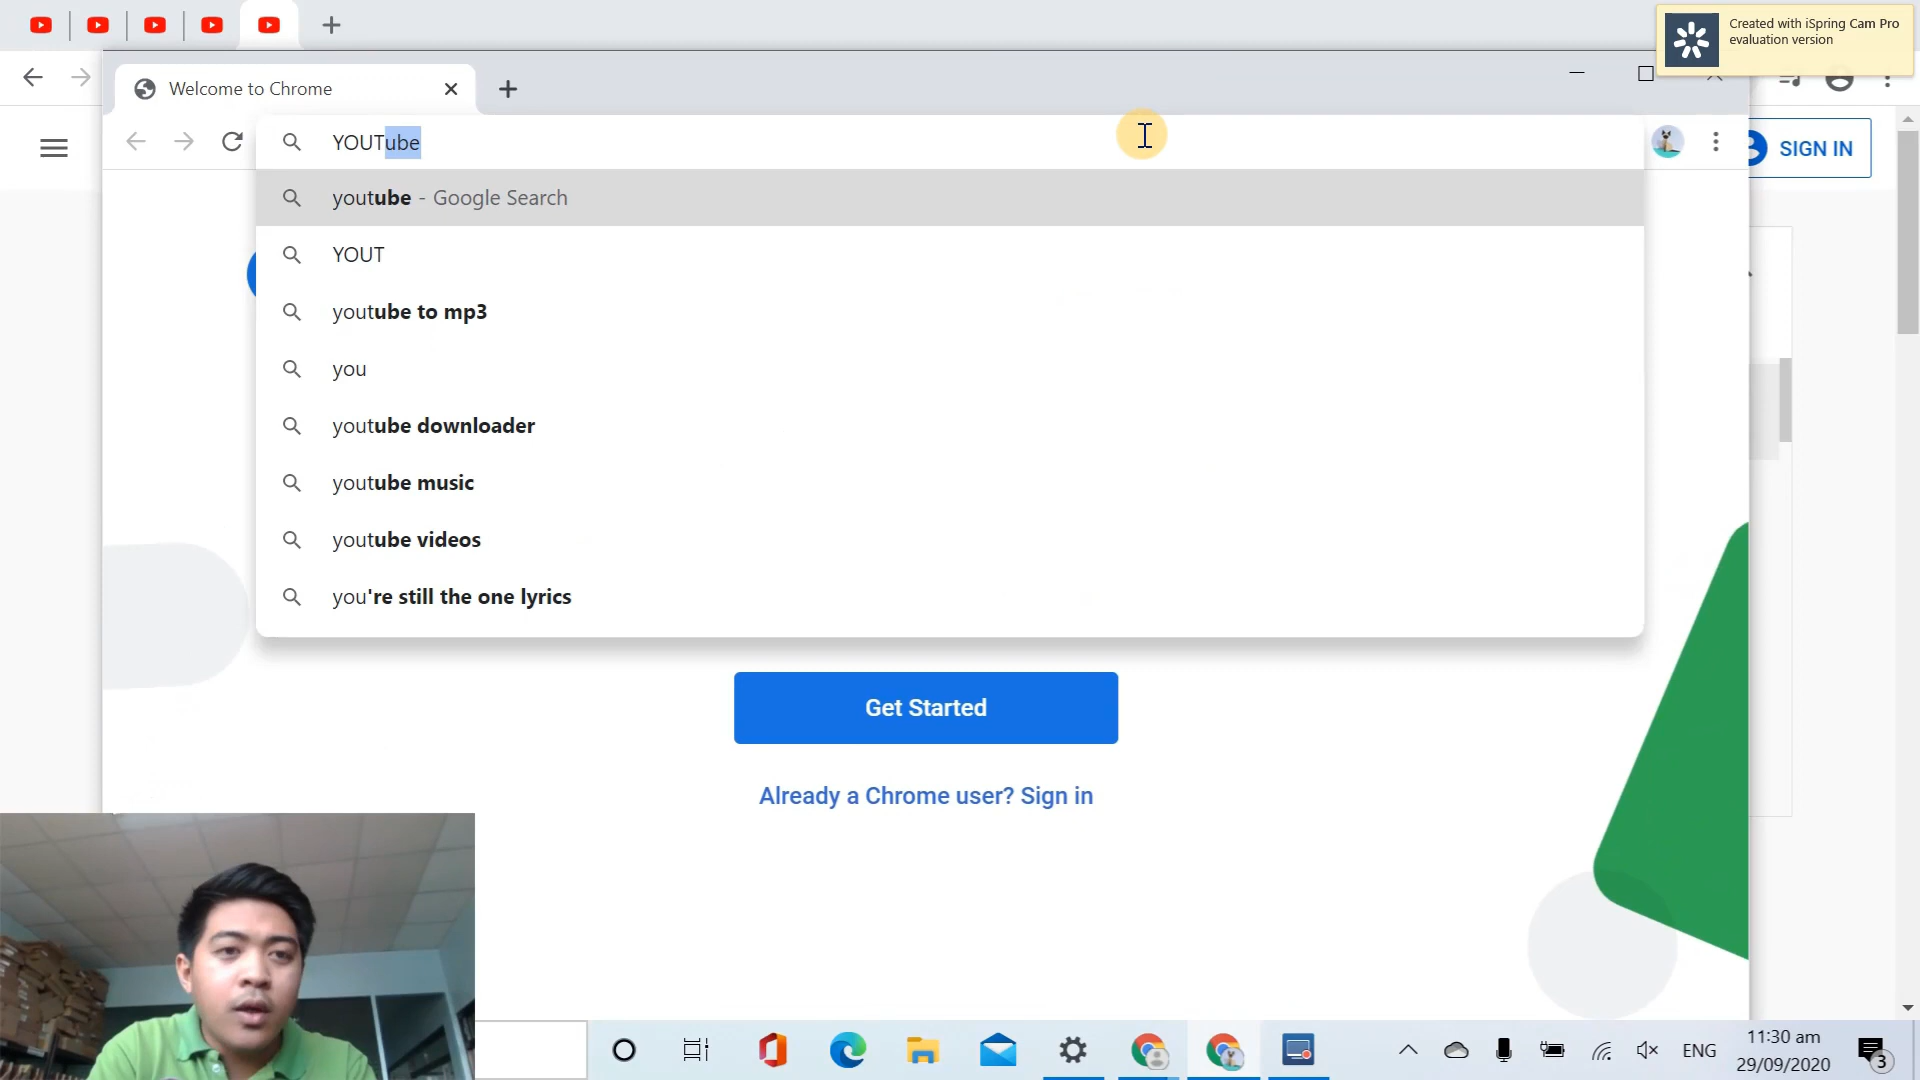 Created with iSpring Cam Pro
evaluation version
Welcome to Chrome
YOUTube
SIGN IN
youtube - Google Search
YOUT
youtube to mp3
you
youtube downloader
youtube music
youtube videos
you're still the one lyrics
Get Started
Already a Chrome user? Sign in
ENG
11:30 am
29/09/2020
3